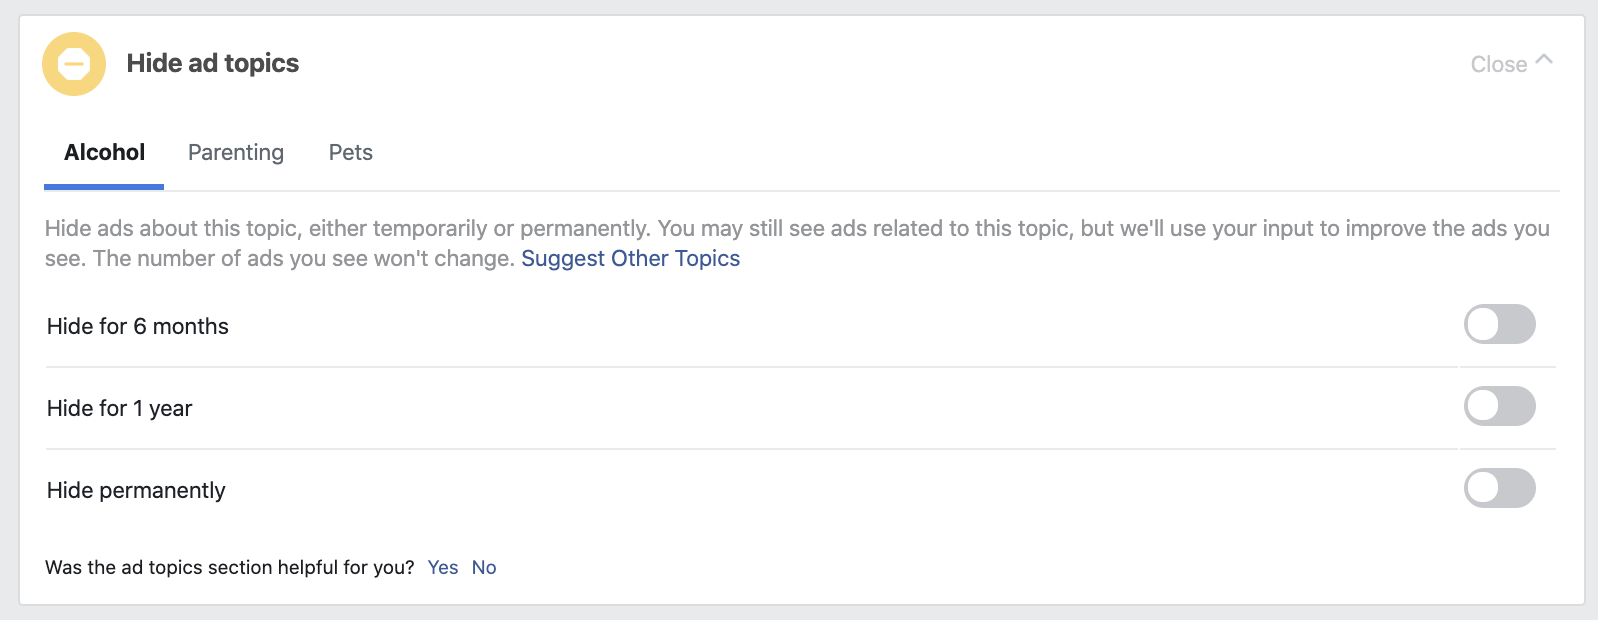 Hide ad topics
Close
Alcohol Parenting Pets
Hide ads about this topic, either temporarily or permanently. You may still see ads related to this topic, but we'll use your input to improve the ads you
see. The number of ads you see won't change. Suggest Other Topics
Hide for 6 months
Hide for 1 year
Hide permanently
Was the ad topics section helpful for you? Yes No